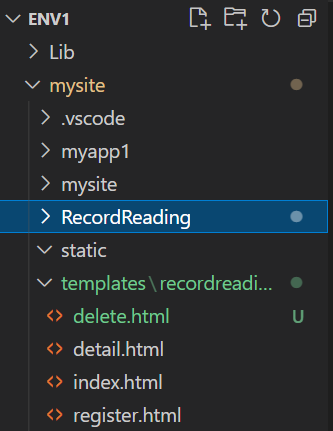 ENV1
Lib
mysite
.vscode
myapp1
mysite
RecordReading
static
templates\recordreadi...
delete.html U
detail.html
index.html
register.html